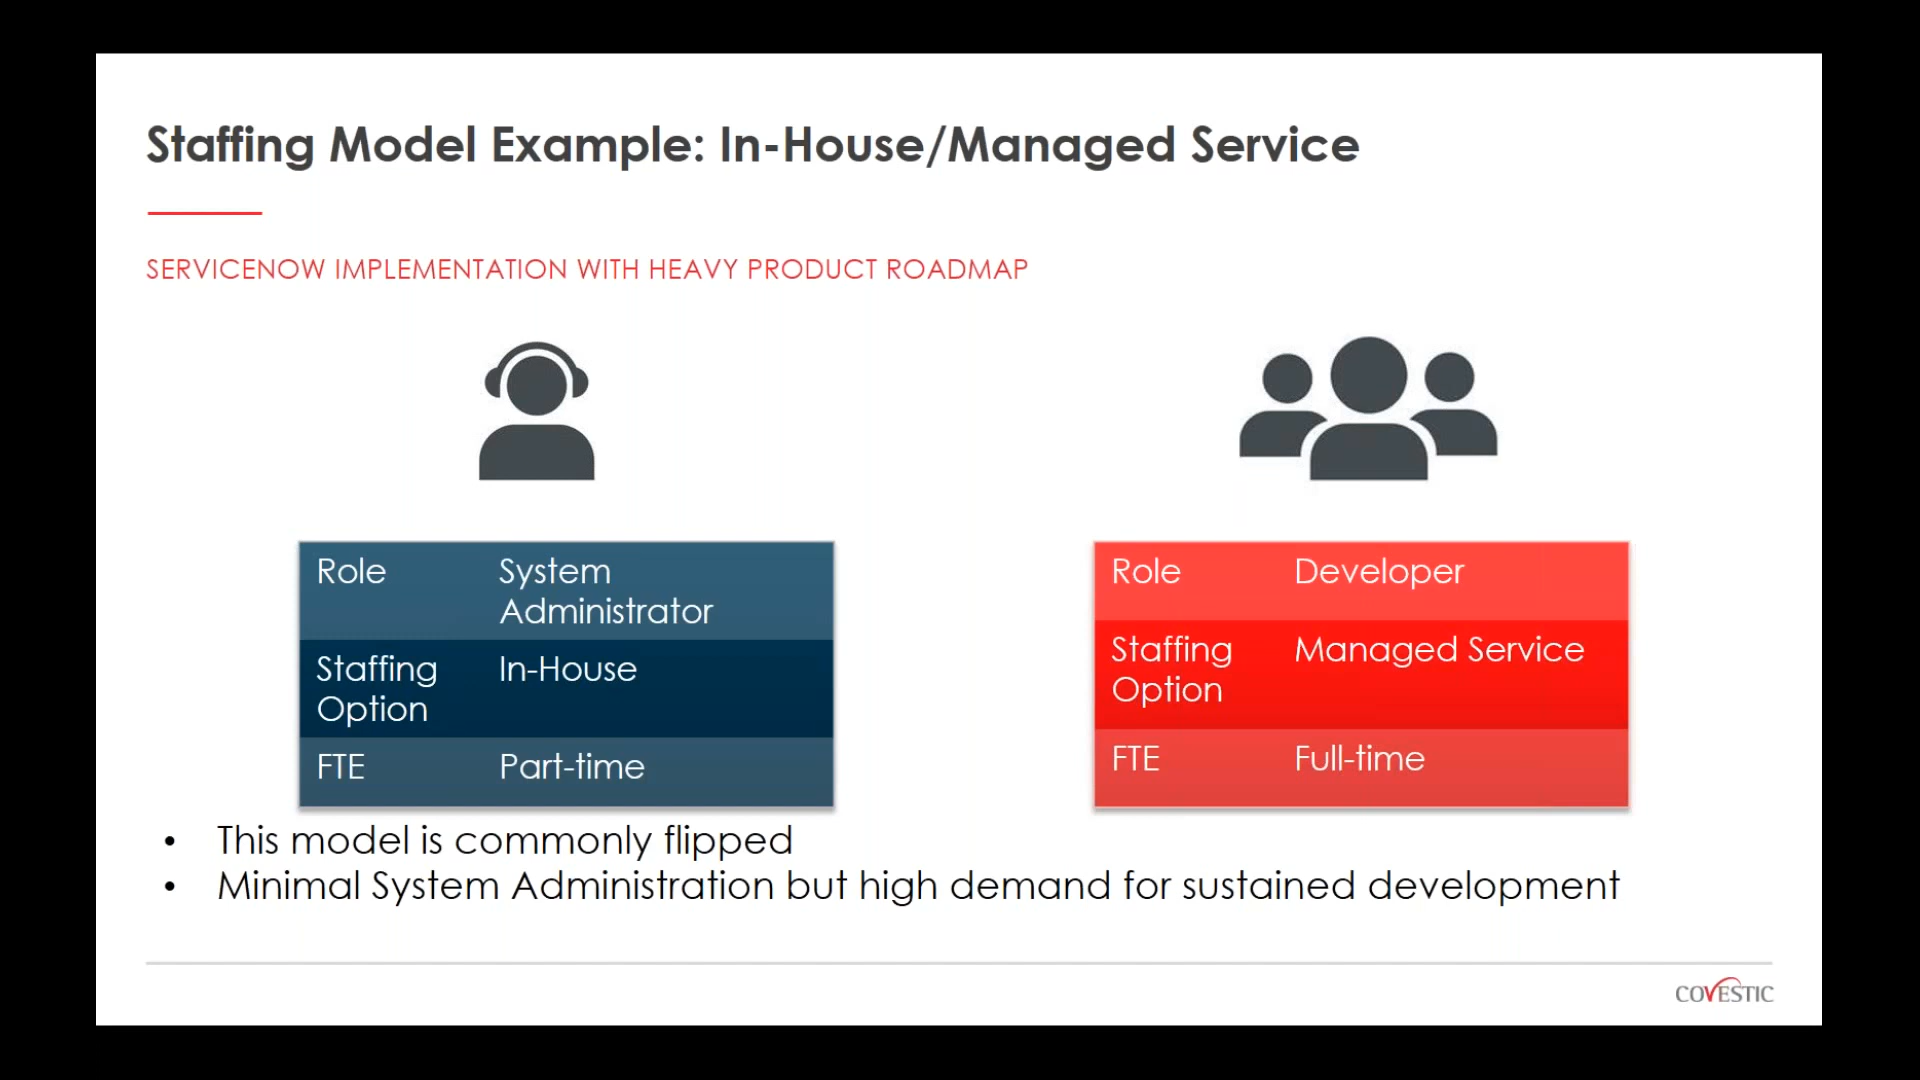 Staffing Model Example: In-House/Managed Service
SERVICENOW IMPLEMENTATION WITH HEAVY PRODUCT ROADMAP
Role System
Administrator
Staffing In-House
Option
FTE Part-time
Role Developer
Staffing Managed Service
Option
FTE Full-time
• This model is commonly flipped
• Minimal System Administration but high demand for sustained development
COVESTIC